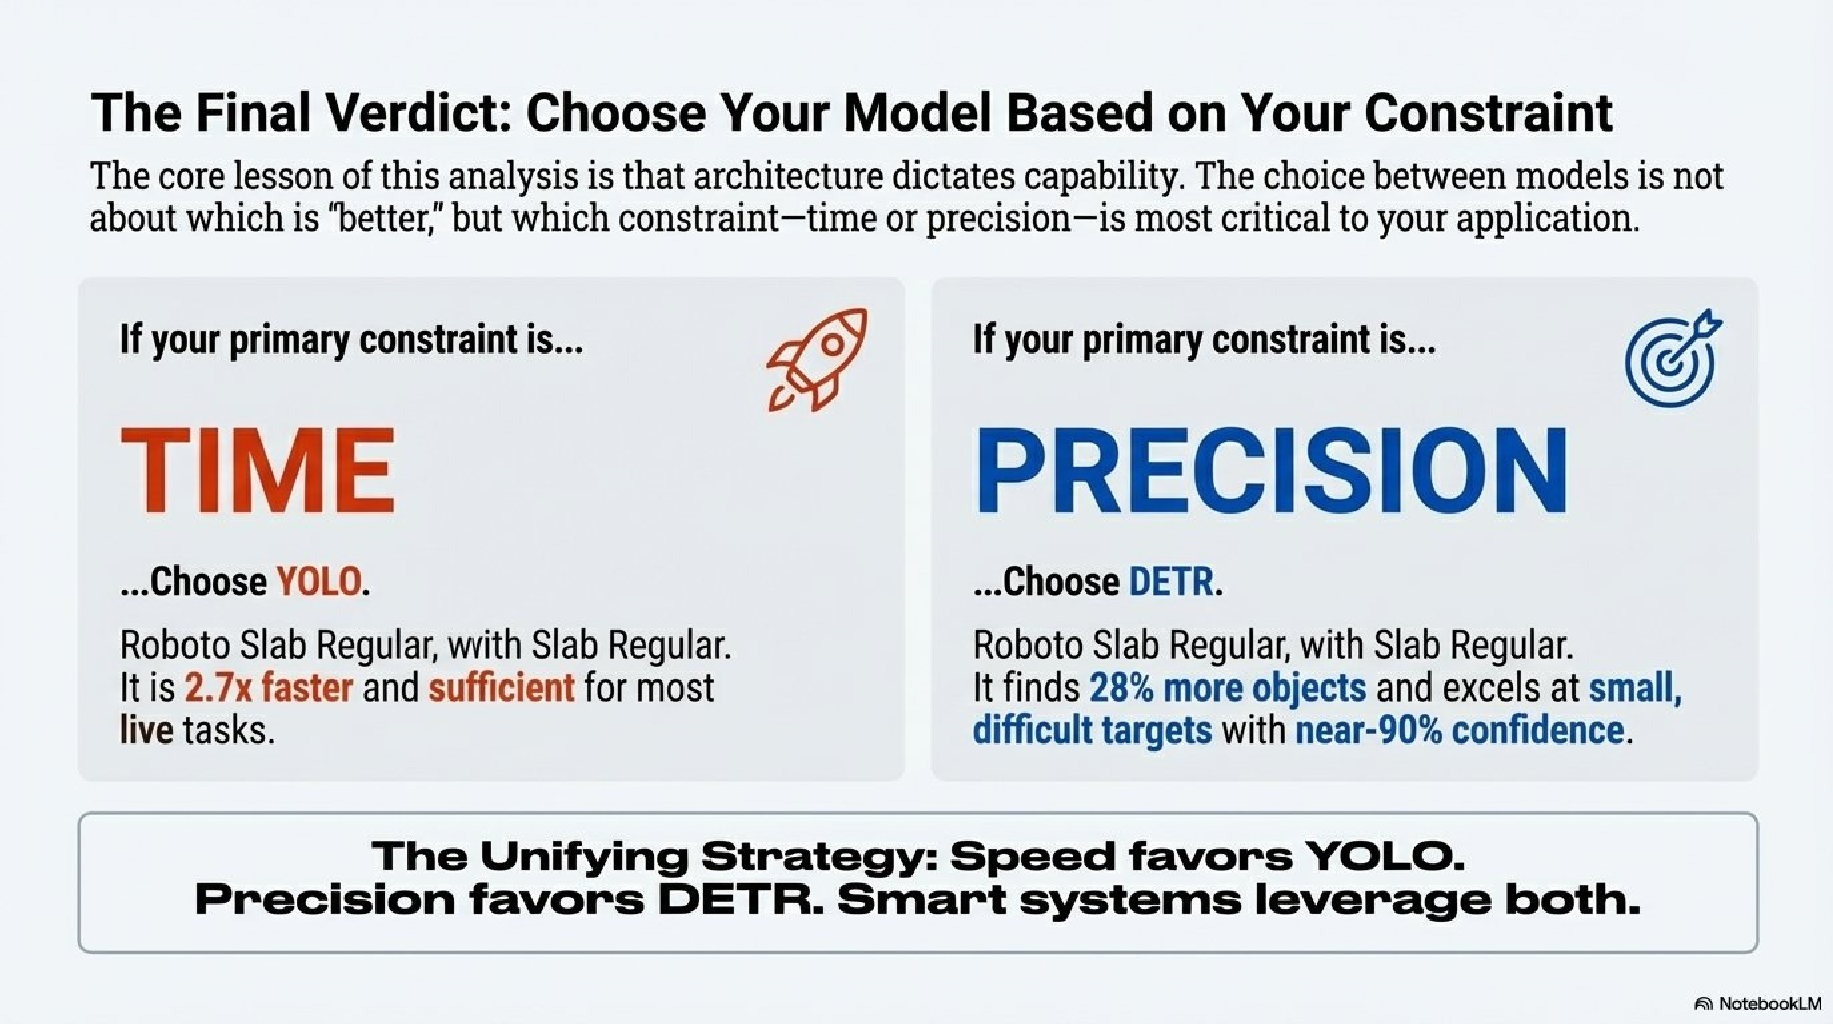 The Final Verdict: Choose Your Model Based on Your Constraint
The core lesson of this analysis is that architecture dictates capability. The choice between models is not
about which is "better," but which constraint—time or precision—is most critical to your application.
If your primary constraint is...
TIME
...Choose YOLO.
Roboto Slab Regular, with Slab Regular.
It is 2.7x faster and sufficient for most
live tasks.
If your primary constraint is...
PRECISION
...Choose DETR.
Roboto Slab Regular, with Slab Regular.
It finds 28% more objects and excels at small,
difficult targets with near-90% confidence.
The Unifying Strategy: Speed favors YOLO.
Precision favors DETR. Smart systems leverage both.
NotebookLM